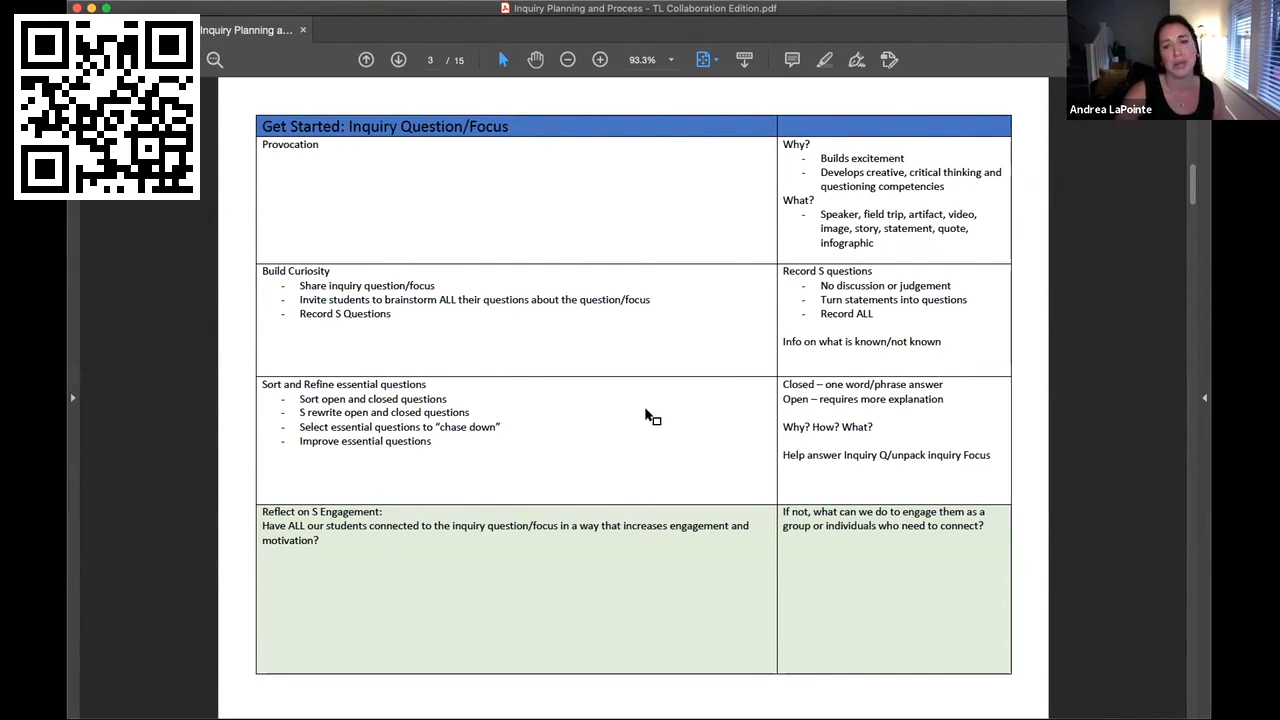 Inquiry Planning and Process - TL Collaboration Edition.pdf
Inquiry Planning a...
3 / 15
93.3%
Andrea LaPointe
Get Started: Inquiry Question/Focus
Provocation
Why?
- Builds excitement
- Develops creative, critical thinking and
questioning competencies
What?
- Speaker, field trip, artifact, video,
image, story, statement, quote,
infographic
Build Curiosity
- Share inquiry question/focus
- Invite students to brainstorm ALL their questions about the question/focus
- Record S Questions
Record S questions
- No discussion or judgement
- Turn statements into questions
- Record ALL
Info on what is known/not known
Sort and Refine essential questions
- Sort open and closed questions
- S rewrite open and closed questions
- Select essential questions to “chase down”
- Improve essential questions
Closed – one word/phrase answer
Open – requires more explanation
Why? How? What?
Help answer Inquiry Q/unpack inquiry Focus
Reflect on S Engagement:
Have ALL our students connected to the inquiry question/focus in a way that increases engagement and
motivation?
If not, what can we do to engage them as a
group or individuals who need to connect?